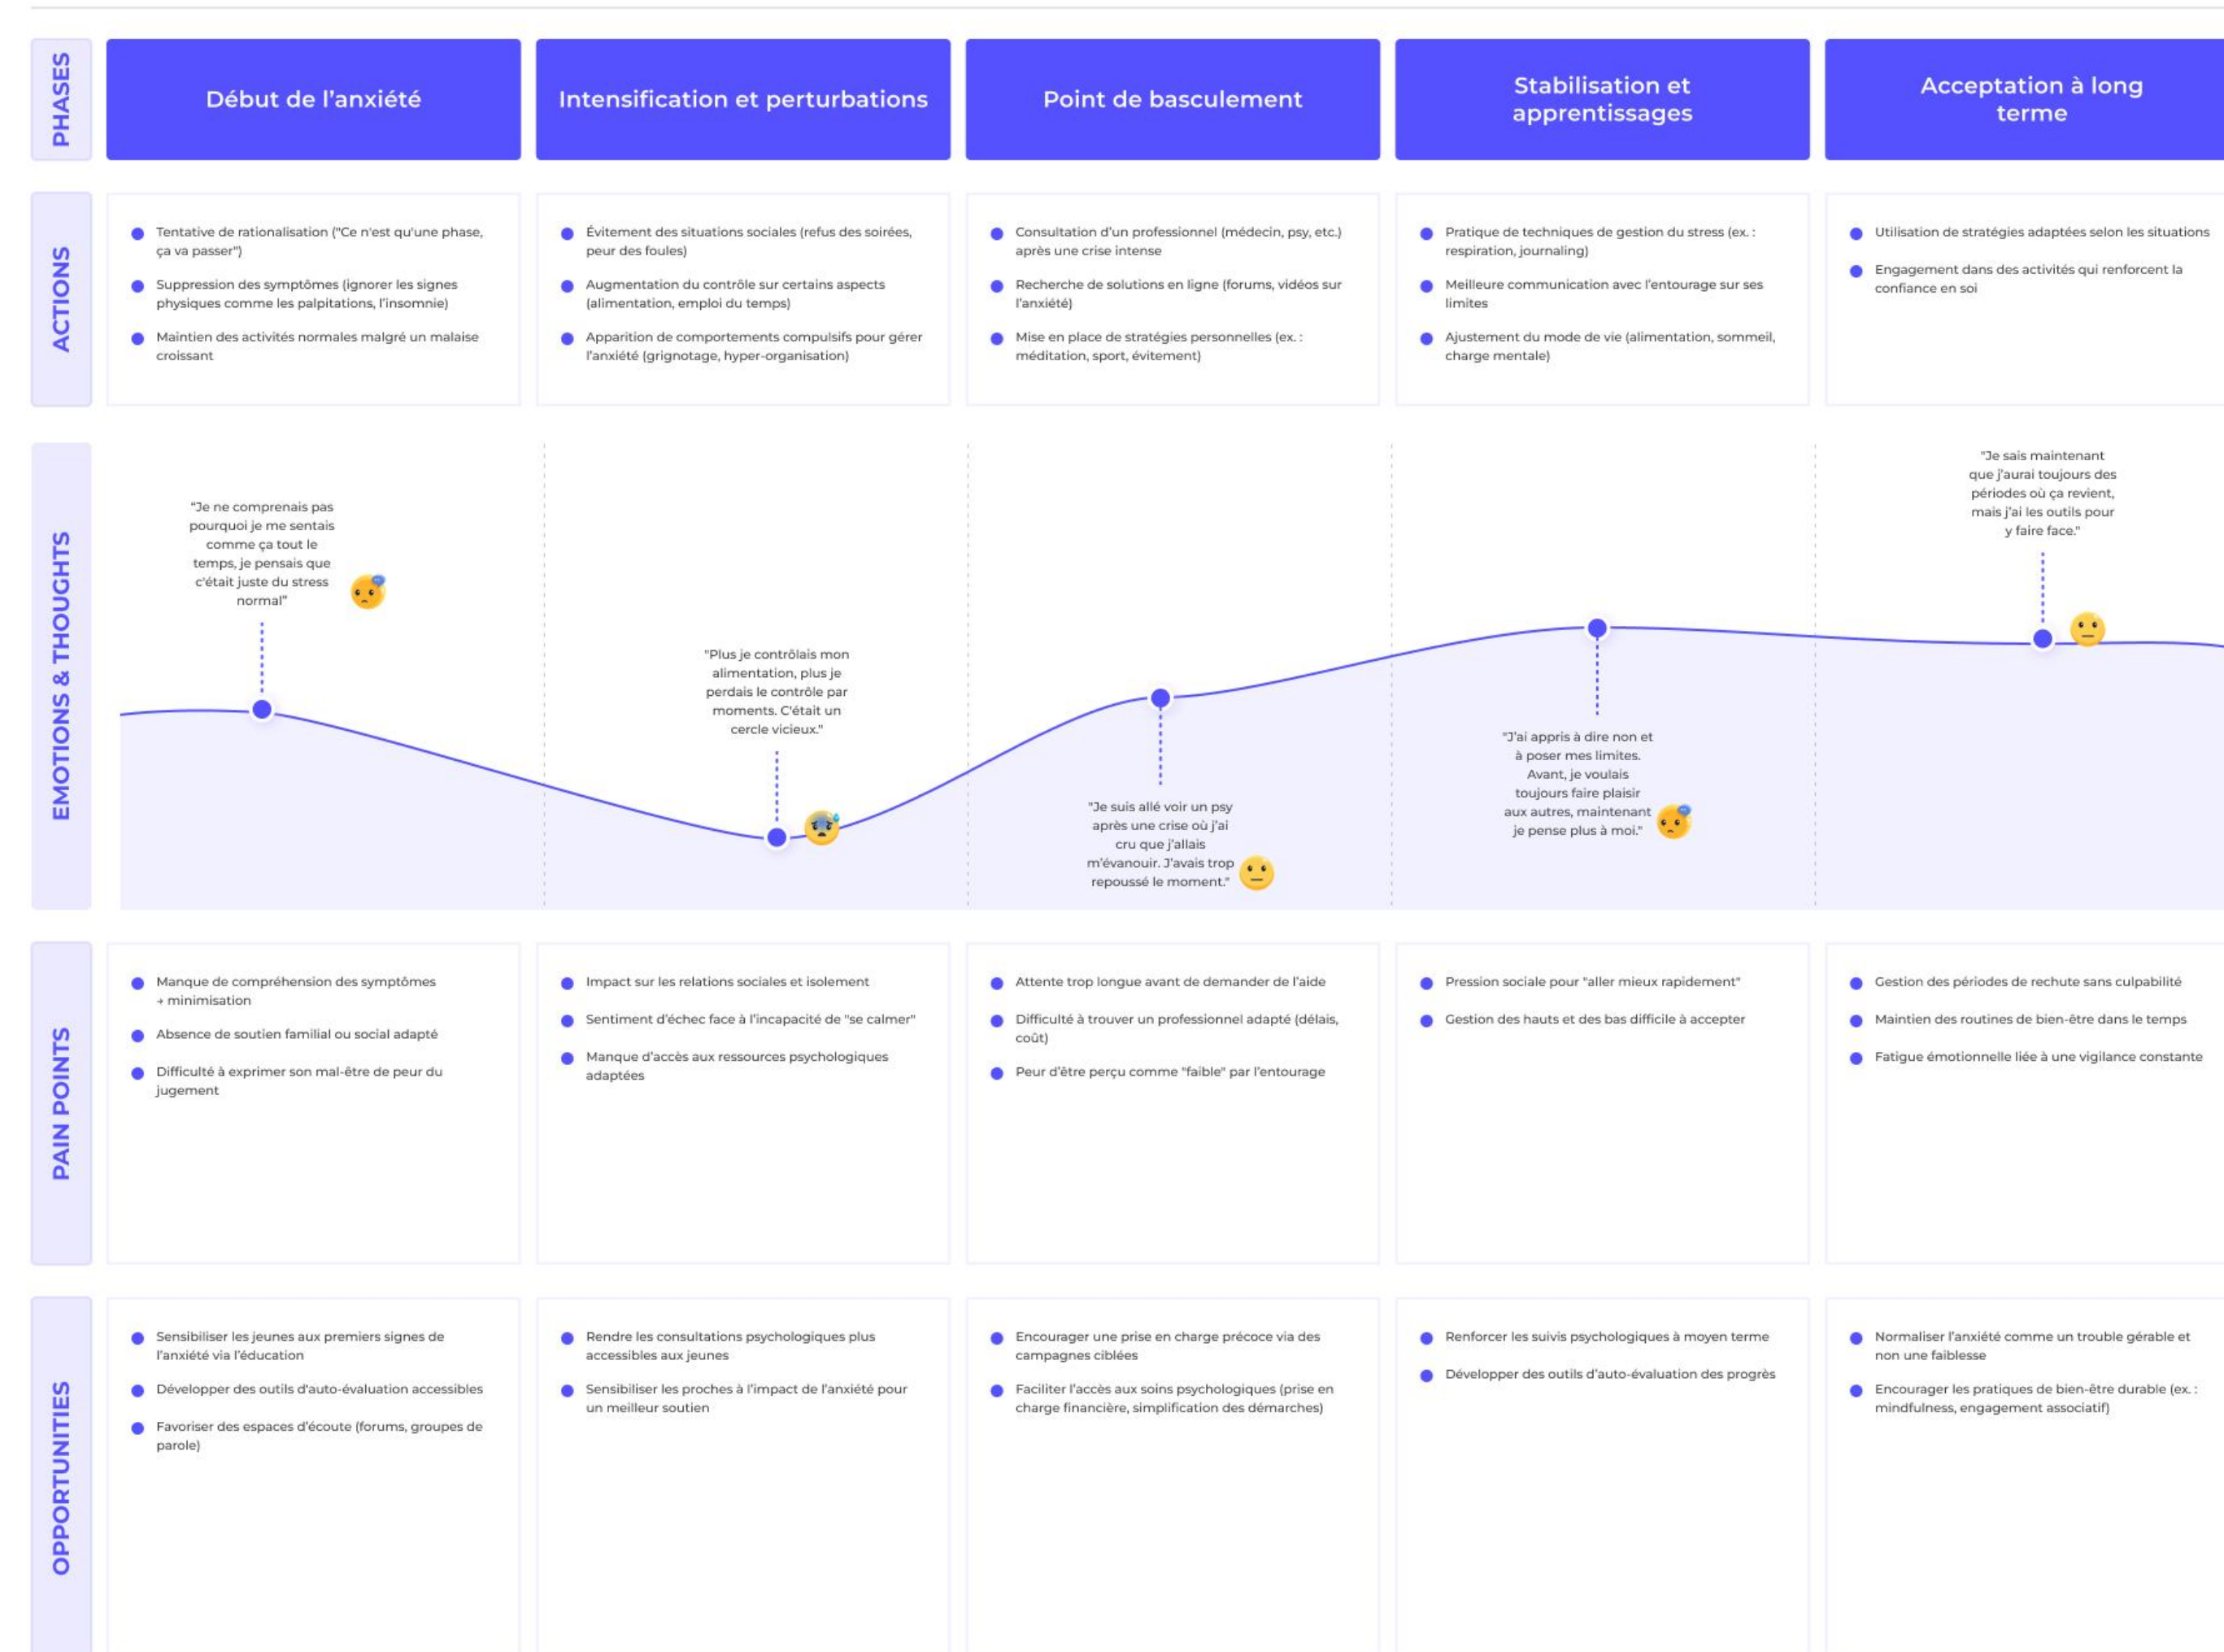 PHASES
Début de l’anxiété
Intensification et perturbations
Point de basculement
Stabilisation et
apprentissages
Acceptation à long
terme
ACTIONS
Tentative de rationalisation ("Ce n'est qu'une phase,
ça va passer")
Suppression des symptômes (ignorer les signes
physiques comme les palpitations, l’insomnie)
Maintien des activités normales malgré un malaise
croissant
Évitement des situations sociales (refus des soirées,
peur des foules)
Augmentation du contrôle sur certains aspects
(alimentation, emploi du temps)
Apparition de comportements compulsifs pour gérer
l’anxiété (grignotage, hyper-organisation)
Consultation d’un professionnel (médecin, psy, etc.)
après une crise intense
Recherche de solutions en ligne (forums, vidéos sur
l’anxiété)
Mise en place de stratégies personnelles (ex. :
méditation, sport, évitement)
Pratique de techniques de gestion du stress (ex. :
respiration, journaling)
Meilleure communication avec l’entourage sur ses
limites
Ajustement du mode de vie (alimentation, sommeil,
charge mentale)
Utilisation de stratégies adaptées selon les situations
Engagement dans des activités qui renforcent la
confiance en soi
EMOTIONS & THOUGHTS
"Je ne comprenais pas
pourquoi je me sentais
comme ça tout le
temps, je pensais que
c'était juste du stress
normal"
"Plus je contrôlais mon
alimentation, plus je
perdais le contrôle par
moments. C'était un
cercle vicieux."
"Je suis allé voir un psy
après une crise où j’ai
cru que j’allais
m’évanouir. J’avais trop
repoussé le moment."
"J’ai appris à dire non et
à poser mes limites.
Avant, je voulais
toujours faire plaisir
aux autres, maintenant
je pense plus à moi."
"Je sais maintenant
que j’aurai toujours des
périodes où ça revient,
mais j’ai les outils pour
y faire face."
PAIN POINTS
Manque de compréhension des symptômes
→ minimisation
Absence de soutien familial ou social adapté
Difficulté à exprimer son mal-être de peur du
jugement
Impact sur les relations sociales et isolement
Sentiment d’échec face à l’incapacité de "se calmer"
Manque d’accès aux ressources psychologiques
adaptées
Attente trop longue avant de demander de l’aide
Difficulté à trouver un professionnel adapté (délais,
coût)
Peur d’être perçu comme "faible" par l’entourage
Pression sociale pour "aller mieux rapidement"
Gestion des hauts et des bas difficile à accepter
Gestion des périodes de rechute sans culpabilité
Maintien des routines de bien-être dans le temps
Fatigue émotionnelle liée à une vigilance constante
OPPORTUNITIES
Sensibiliser les jeunes aux premiers signes de
l’anxiété via l’éducation
Développer des outils d'auto-évaluation accessibles
Favoriser des espaces d’écoute (forums, groupes de
parole)
Rendre les consultations psychologiques plus
accessibles aux jeunes
Sensibiliser les proches à l’impact de l’anxiété pour
un meilleur soutien
Encourager une prise en charge précoce via des
campagnes ciblées
Faciliter l’accès aux soins psychologiques (prise en
charge financière, simplification des démarches)
Renforcer les suivis psychologiques à moyen terme
Développer des outils d’auto-évaluation des progrès
Normaliser l’anxiété comme un trouble gérable et
non une faiblesse
Encourager les pratiques de bien-être durable (ex. :
mindfulness, engagement associatif)